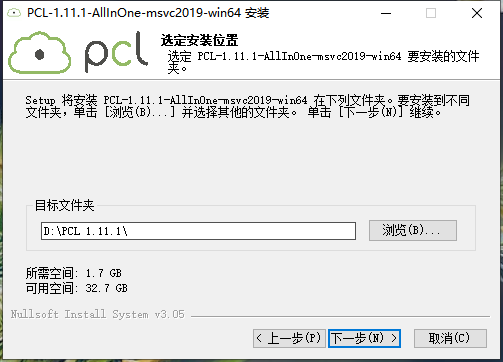 PCL-1.11.1-AllInOne-msvc2019-win64 安装
pcl
选定安装位置
选定 PCL-1.11.1-AllInOne-msvc2019-win64 要安装的文件
夹。
Setup 将安装 PCL-1.11.1-AllInOne-msvc2019-win64 在下列文件夹。要安装到不同
文件夹，单击 [浏览(B)...] 并选择其他的文件夹。 单击 [下一步(N)] 继续。
目标文件夹
D:\PCL 1.11.1\
浏览(B)...
所需空间: 1.7 GB
可用空间: 32.7 GB
Nullsoft Install System v3.05
< 上一步(P)
下一步(N) >
取消(C)